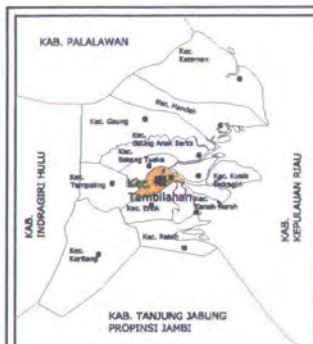 KAB. PALALAWAN
Kec.
Kateman
Kec. Mandah
Kec. Gaung
Kec.
Gaung Anak Serka
Kec.
Batang Tuaka
Kec.
Tempuling
Kec. Kuala
Indragiri
Kec.
Tembilahan
Kec.
Tanah Merah
Kec. Enok
Kec. Reteh
Kec.
Keritang
KAB.
INDRAGIRI HULU
KAB.
KEPULAUAN RIAU
KAB. TANJUNG JABUNG
PROPINSI JAMBI